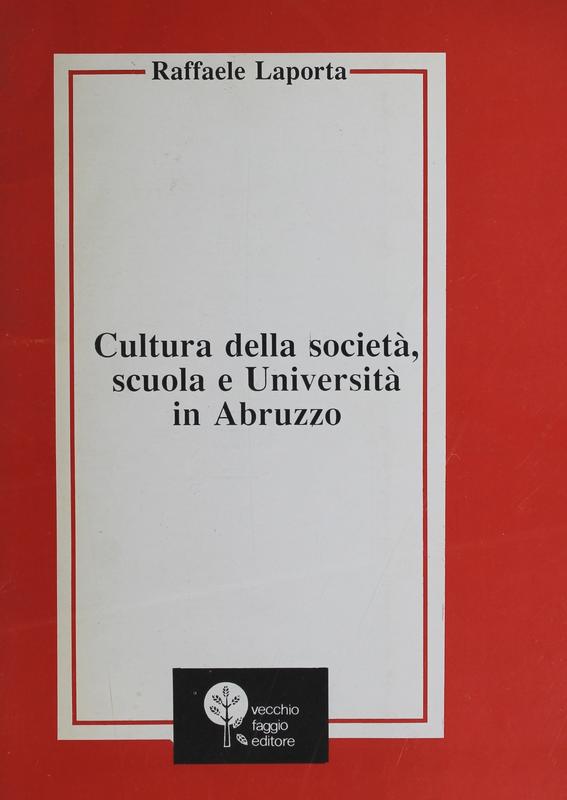 Raffaele Laporta
Cultura della società,
scuola e Università
in Abruzzo
vecchio
faggio
editore